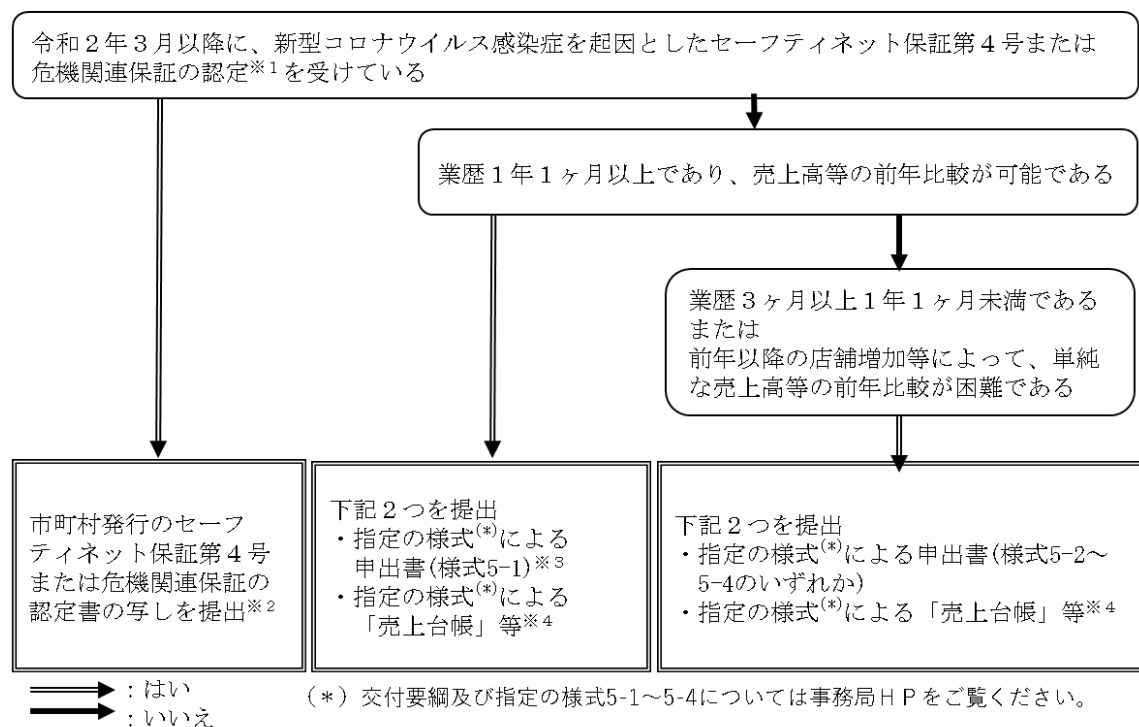 令和２年３月以降に、新型コロナウイルス感染症を起因としたセーフティネット保証第４号または
危機関連保証の認定※1を受けている
業歴１年１ヶ月以上であり、売上高等の前年比較が可能である
業歴３ヶ月以上１年１ヶ月未満である
または
前年以降の店舗増加等によって、単純
な売上高等の前年比較が困難である
市町村発行のセーフ
ティネット保証第４号
または危機関連保証の
認定書の写しを提出※2
下記２つを提出
・指定の様式(*)による
申出書(様式5-1)※3
・指定の様式(*)による
「売上台帳」等※4
下記２つを提出
・指定の様式(*)による申出書(様式5-2～
5-4のいずれか)
・指定の様式(*)による「売上台帳」等※4
：はい
：いいえ
（*）交付要綱及び指定の様式5-1～5-4については事務局ＨＰをご覧ください。